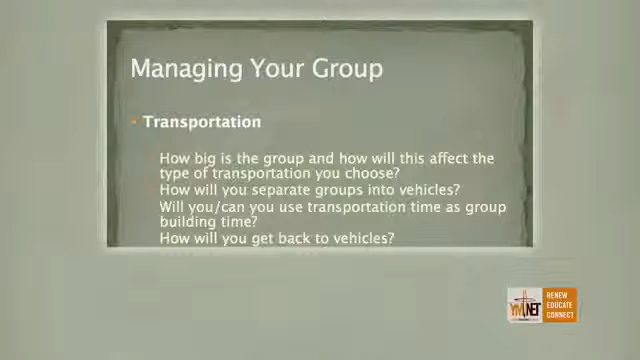 Managing Your Group
Transportation
How big is the group and how will this affect the
type of transportation you choose?
How will you separate groups into vehicles?
Will you/can you use transportation time as group
building time?
How will you get back to vehicles?
YMNET
RENEW
EDUCATE
CONNECT